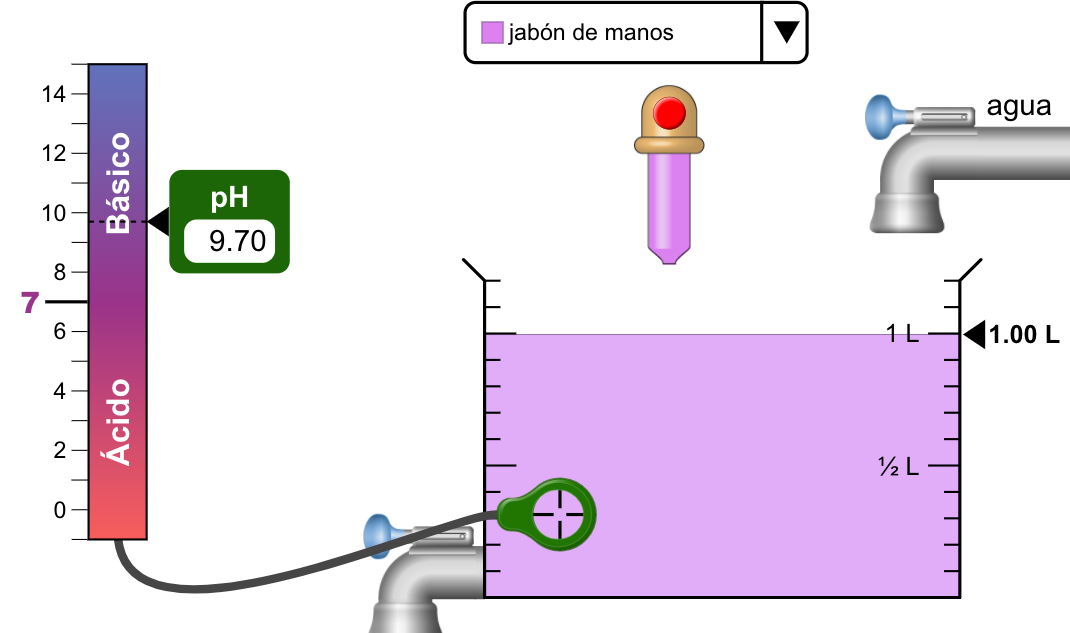 jabón de manos
agua
14
12
10
8
7
6
4
2
0
Básico
Ácido
pH
9.70
1 L
1.00 L
½ L